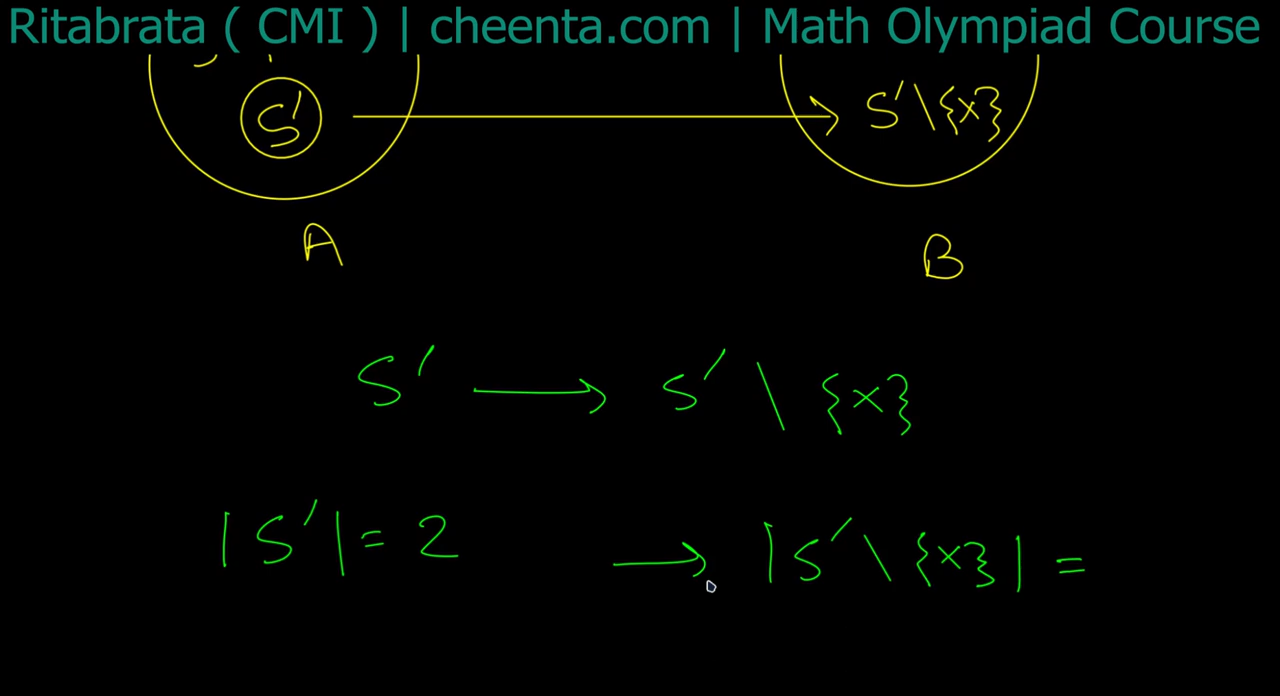 Ritabrata ( CMI ) | cheenta.com | Math Olympiad Course
S' S' \ {x}
A B
S' → S' \ {x}
|S'| = 2 → |S' \ {x}| =